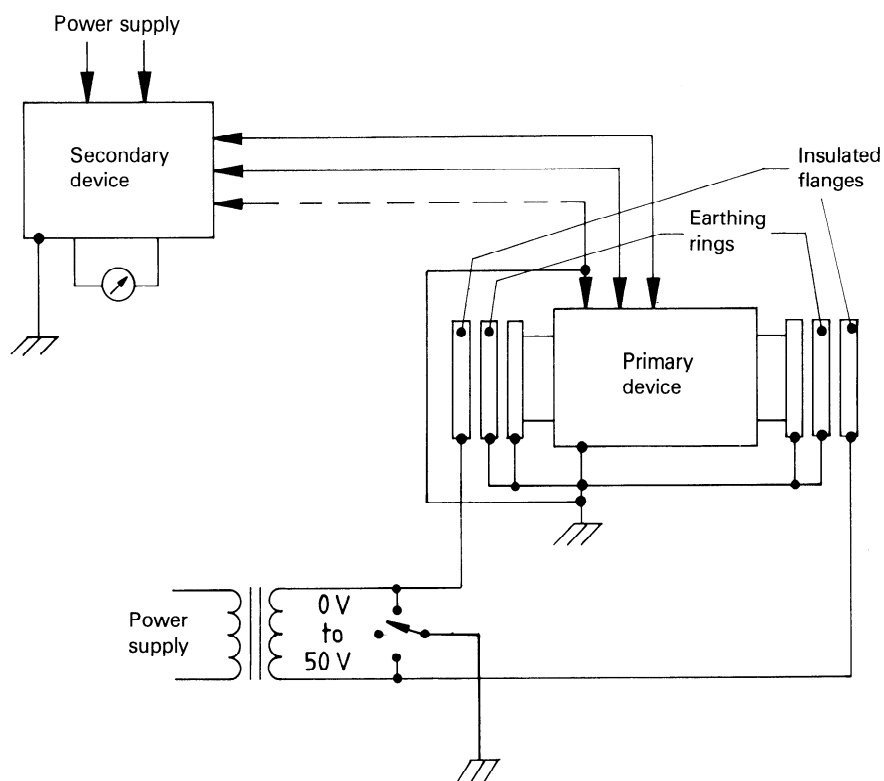 Power supply
Secondary
device
Insulated
flanges
Earthing
rings
Primary
device
Power
supply
0 V
to
50 V